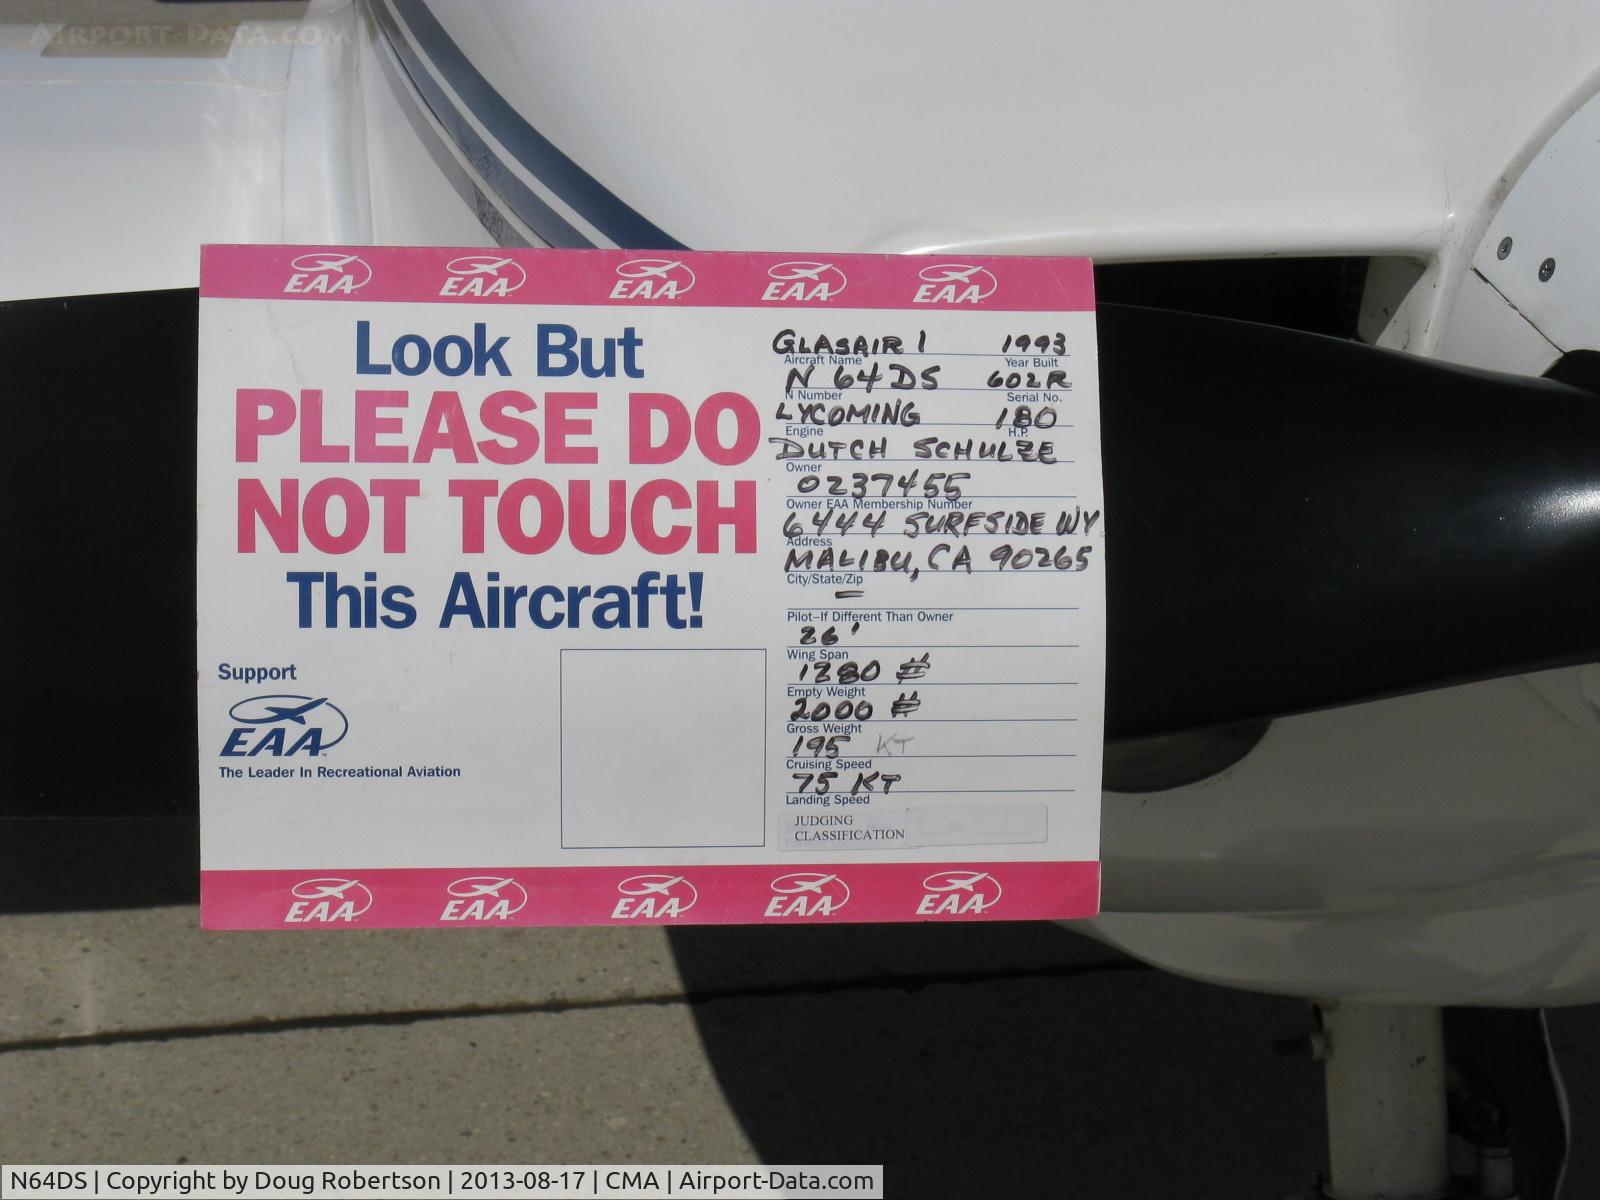 AIRPORT-DATA.COM
EAA EAA EAA EAA EAA
Look But
PLEASE DO
NOT TOUCH
This Aircraft!
Support
EAA
The Leader In Recreational Aviation
GLASAIR 1 1993
Aircraft Name Year Built
N 64DS 602R
N Number Serial No.
LYCOMING 180
Engine H.P.
DUTCH SCHULZE
Owner
0237455
Owner EAA Membership Number
6444 SURFSIDE WY
Address
MALIBU, CA 90265
City/State/Zip
—
Pilot–If Different Than Owner
26'
Wing Span
1280 #
Empty Weight
2000 #
Gross Weight
195 KT
Cruising Speed
75 KT
Landing Speed
JUDGING
CLASSIFICATION
EAA EAA EAA EAA EAA
N64DS | Copyright by Doug Robertson | 2013-08-17 | CMA | Airport-Data.com